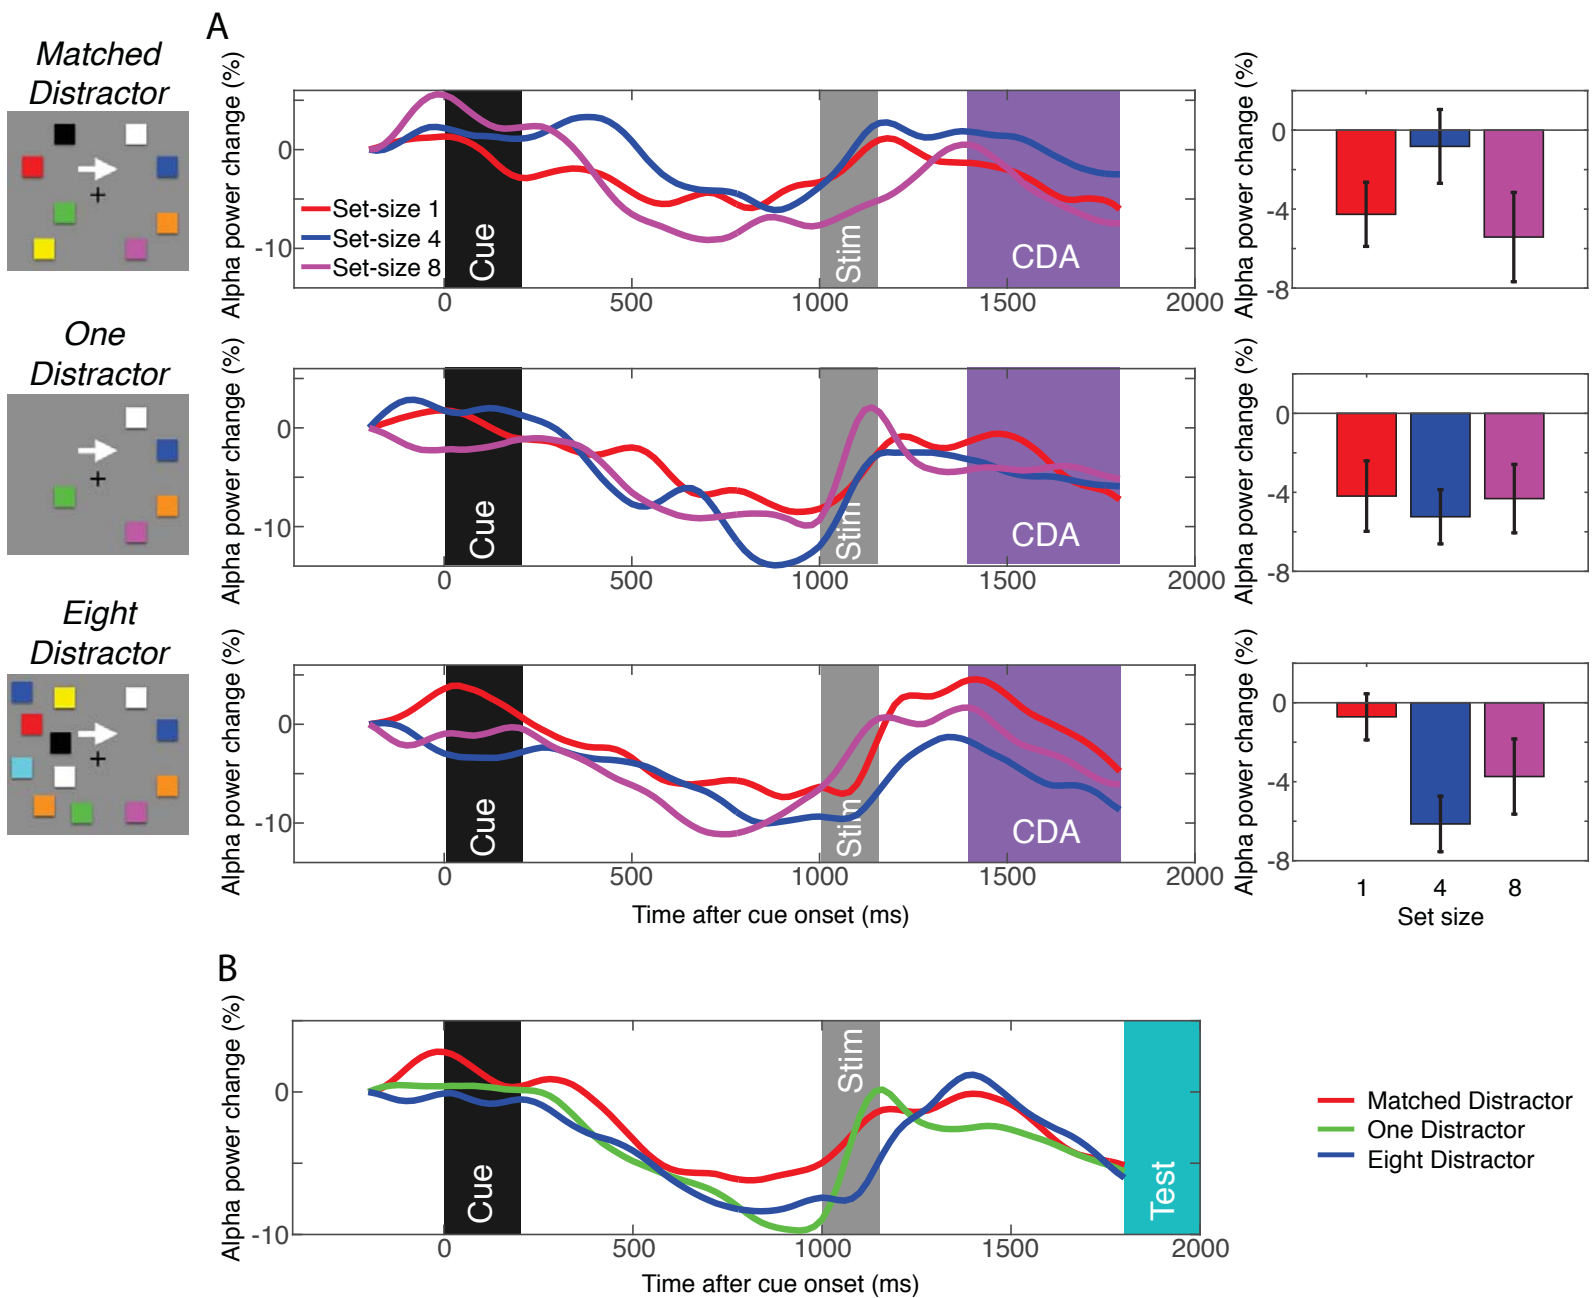 A
Matched
Distractor
Alpha power change (%)
0
-10
Set-size 1
Set-size 4
Set-size 8
Cue
Stim
CDA
0
500
1000
1500
2000
Alpha power change (%)
0
-4
-8
One
Distractor
Alpha power change (%)
0
-10
Cue
Stim
CDA
0
500
1000
1500
2000
Alpha power change (%)
0
-4
-8
Eight
Distractor
Alpha power change (%)
0
-10
Cue
Stim
CDA
0
500
1000
1500
2000
Time after cue onset (ms)
Alpha power change (%)
0
-4
-8
1
4
8
Set size
B
Alpha power change (%)
0
-10
Cue
Stim
Test
0
500
1000
1500
2000
Time after cue onset (ms)
Matched Distractor
One Distractor
Eight Distractor